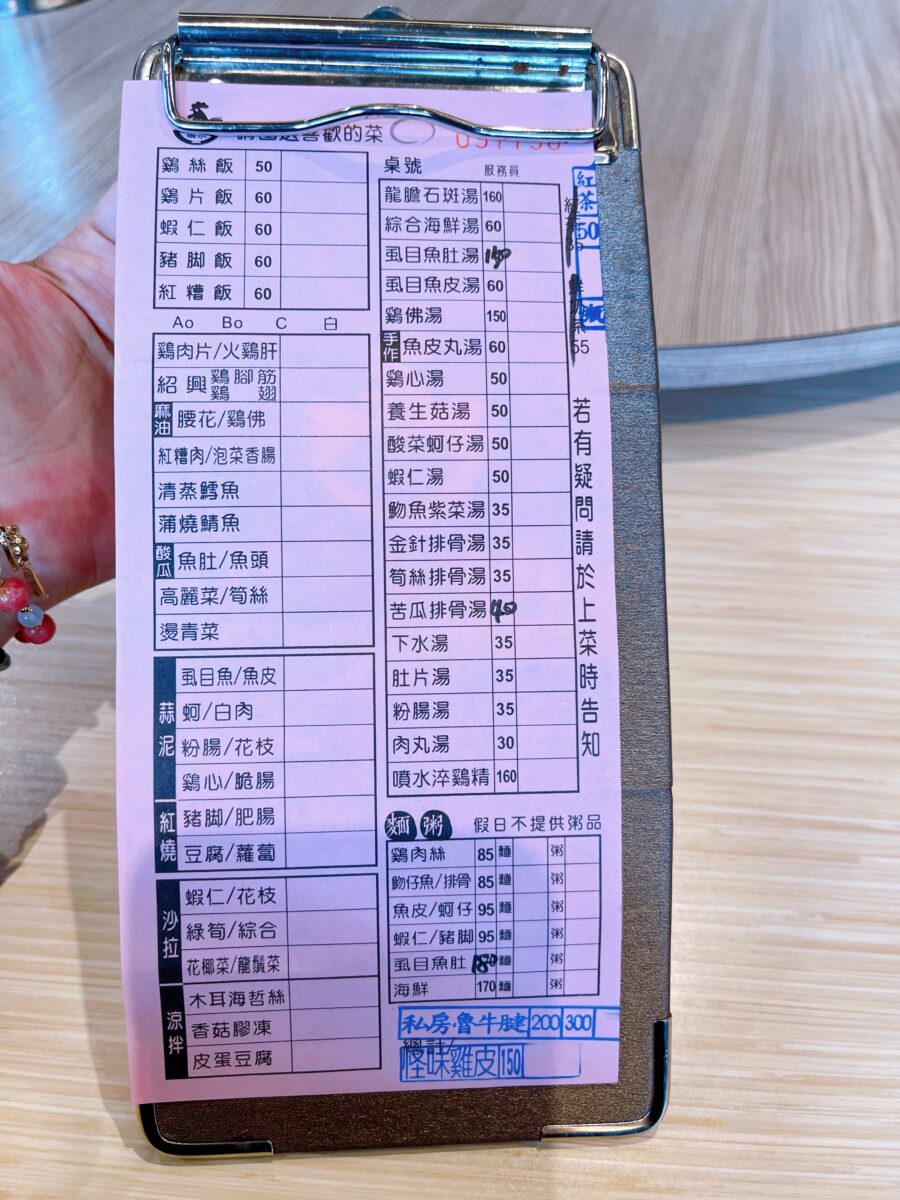 請圈選喜歡的菜
097736
鷄絲飯 50
鷄片飯 60
蝦仁飯 60
豬脚飯 60
紅糟飯 60
Ao Bo C 白
鷄肉片/火鷄肝
紹興鷄腳筋
鷄翅
麻油 腰花/鷄佛
紅糟肉/泡菜香腸
清蒸鱈魚
蒲燒鯖魚
酸瓜 魚肚/魚頭
高麗菜/筍絲
燙青菜
蒜泥
虱目魚/魚皮
蚵/白肉
粉腸/花枝
鷄心/脆腸
紅燒
豬脚/肥腸
豆腐/蘿蔔
沙拉
蝦仁/花枝
綠筍/綜合
花椰菜/龍鬚菜
涼拌
木耳海哲絲
香菇膠凍
皮蛋豆腐
桌號 服務員
龍膽石斑湯 160
綜合海鮮湯 60
虱目魚肚湯 150
虱目魚皮湯 60
鷄佛湯 150
手作 魚皮丸湯 60
鷄心湯 50
養生菇湯 50
酸菜蚵仔湯 50
蝦仁湯 50
魩魚紫菜湯 35
金針排骨湯 35
筍絲排骨湯 35
苦瓜排骨湯 40
下水湯 35
肚片湯 35
粉腸湯 35
肉丸湯 30
噴水淬鷄精 160
紅茶 50
55
若有疑問請於上菜時告知
麵 粥 假日不提供粥品
鷄肉絲 85 麵 粥
魩仔魚/排骨 85 麵 粥
魚皮/蚵仔 95 麵 粥
蝦仁/豬脚 95 麵 粥
虱目魚肚 180 麵 粥
海鮮 170 麵 粥
私房魯牛腱 200 300
總計/
怪味雞皮 150